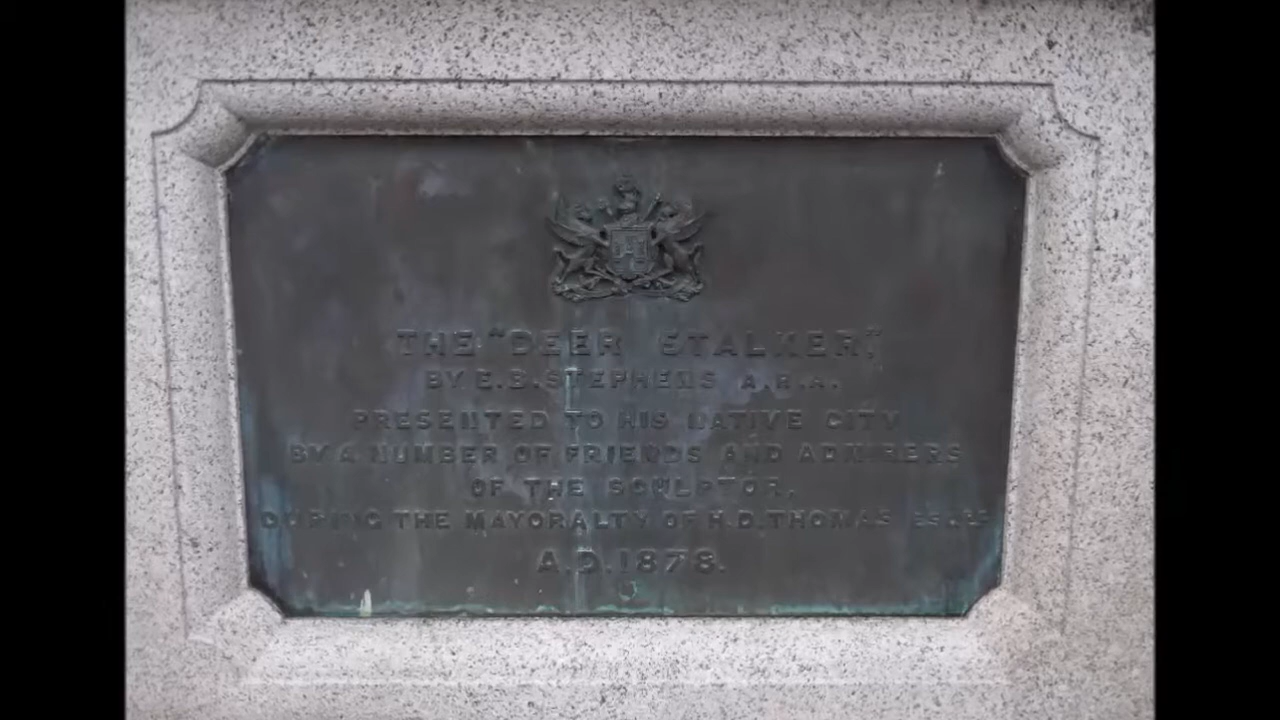 THE "DEER STALKER",
BY E.B. STEPHENS A.R.A.
PRESENTED TO HIS NATIVE CITY
BY A NUMBER OF FRIENDS AND ADMIRERS
OF THE SCULPTOR,
DURING THE MAYORALTY OF H.D. THOMAS ESQRE
A.D. 1878.